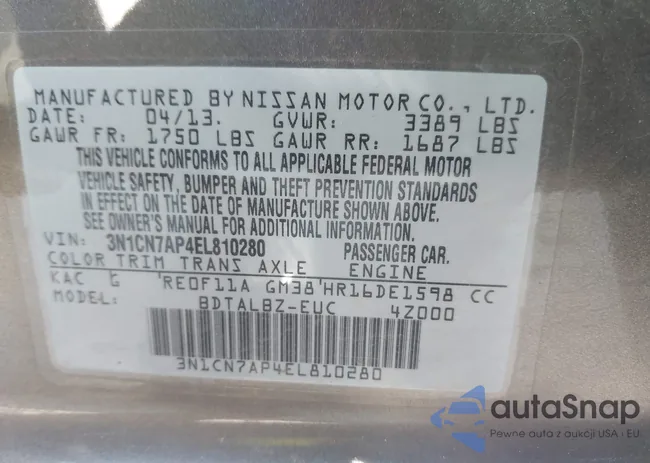 MANUFACTURED BY NISSAN MOTOR CO., LTD.
DATE: 04/13. GVWR: 3389 LBS
GAWR FR: 1750 LBS GAWR RR: 1687 LBS
THIS VEHICLE CONFORMS TO ALL APPLICABLE FEDERAL MOTOR
VEHICLE SAFETY, BUMPER AND THEFT PREVENTION STANDARDS
IN EFFECT ON THE DATE OF MANUFACTURE SHOWN ABOVE.
SEE OWNER'S MANUAL FOR ADDITIONAL INFORMATION.
VIN: 3N1CN7AP4EL810280 PASSENGER CAR.
COLOR TRIM TRANS AXLE ENGINE
KAC G RE0F11A GM38 HR16DE1598 CC
BDTALBZ-EUC 4Z000
3N1CN7AP4EL810280
autaSnap
Pewne auta z aukcji USA i EU